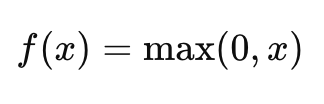 f(x) = max(0, x)